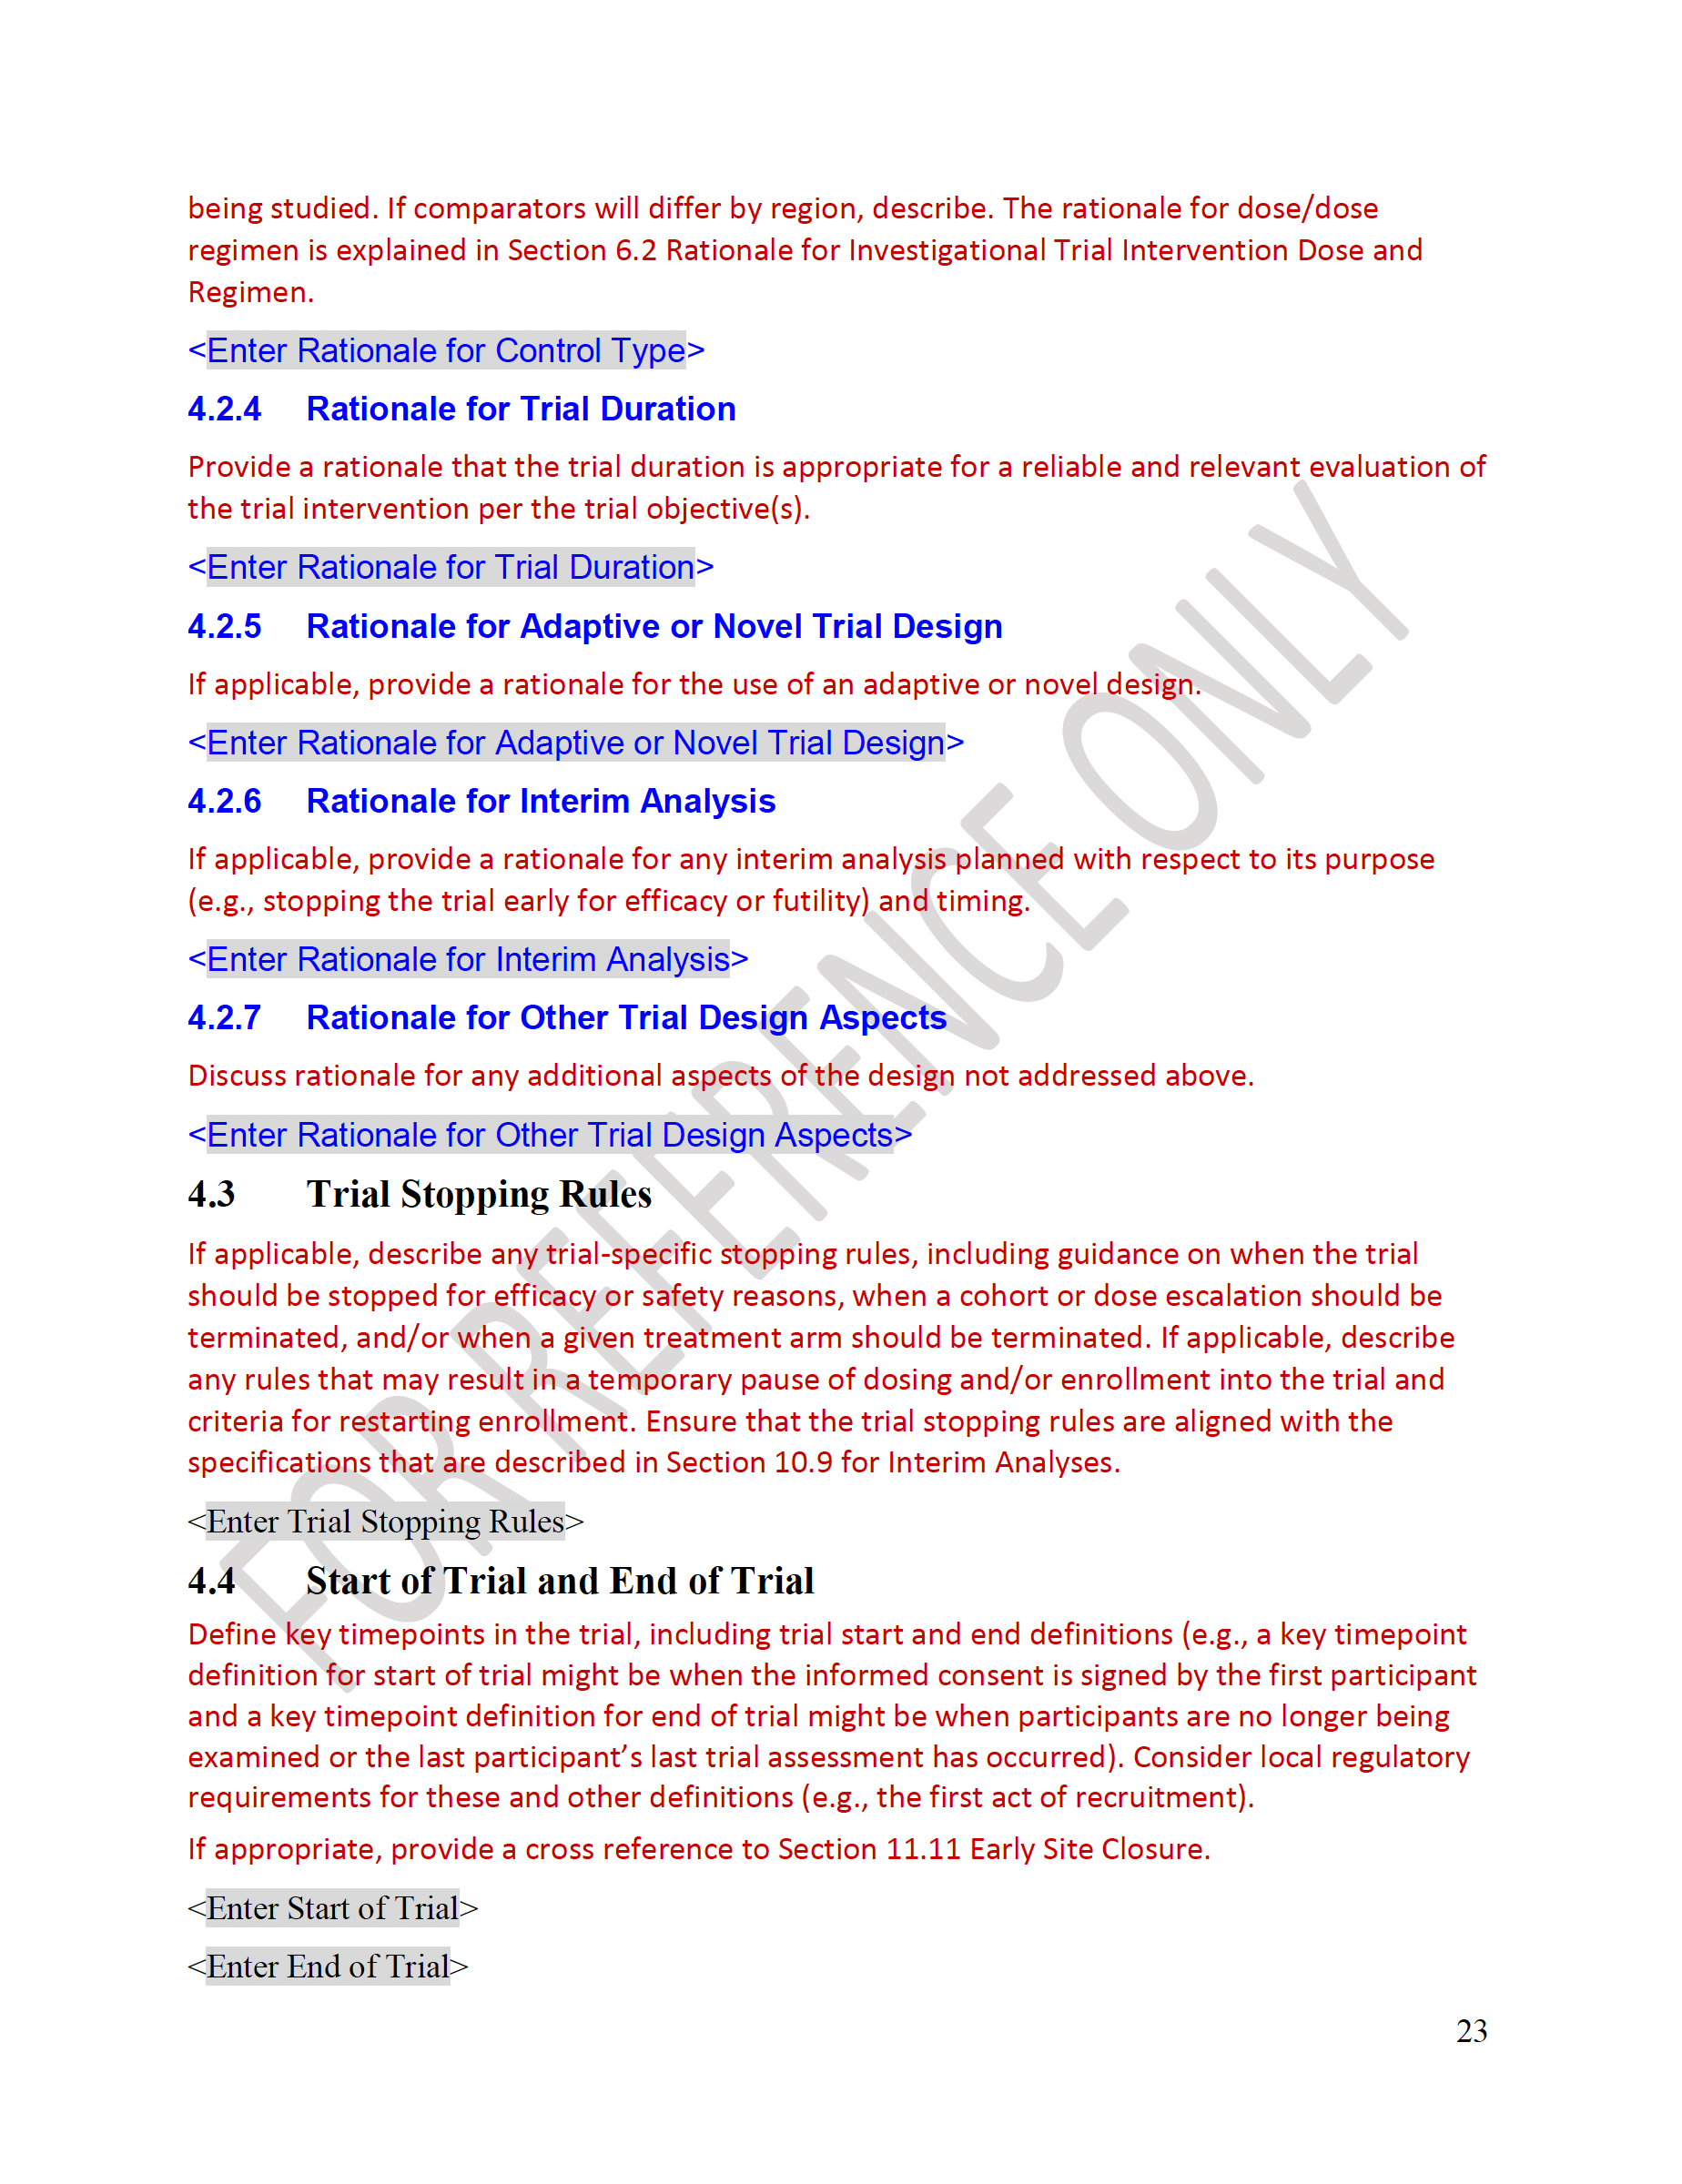 being studied. If comparators will differ by region, describe. The rationale for dose/dose
regimen is explained in Section 6.2 Rationale for Investigational Trial Intervention Dose and
Regimen.
<Enter Rationale for Control Type>
4.2.4 Rationale for Trial Duration
Provide a rationale that the trial duration is appropriate for a reliable and relevant evaluation of
the trial intervention per the trial objective(s).
<Enter Rationale for Trial Duration>
4.2.5 Rationale for Adaptive or Novel Trial Design
If applicable, provide a rationale for the use of an adaptive or novel design.
<Enter Rationale for Adaptive or Novel Trial Design>
4.2.6 Rationale for Interim Analysis
If applicable, provide a rationale for any interim analysis planned with respect to its purpose
(e.g., stopping the trial early for efficacy or futility) and timing.
<Enter Rationale for Interim Analysis>
4.2.7 Rationale for Other Trial Design Aspects
Discuss rationale for any additional aspects of the design not addressed above.
<Enter Rationale for Other Trial Design Aspects>
4.3 Trial Stopping Rules
If applicable, describe any trial-specific stopping rules, including guidance on when the trial
should be stopped for efficacy or safety reasons, when a cohort or dose escalation should be
terminated, and/or when a given treatment arm should be terminated. If applicable, describe
any rules that may result in a temporary pause of dosing and/or enrollment into the trial and
criteria for restarting enrollment. Ensure that the trial stopping rules are aligned with the
specifications that are described in Section 10.9 for Interim Analyses.
<Enter Trial Stopping Rules>
4.4 Start of Trial and End of Trial
Define key timepoints in the trial, including trial start and end definitions (e.g., a key timepoint
definition for start of trial might be when the informed consent is signed by the first participant
and a key timepoint definition for end of trial might be when participants are no longer being
examined or the last participant’s last trial assessment has occurred). Consider local regulatory
requirements for these and other definitions (e.g., the first act of recruitment).
If appropriate, provide a cross reference to Section 11.11 Early Site Closure.
<Enter Start of Trial>
<Enter End of Trial>
23
FOR REFERENCE ONLY